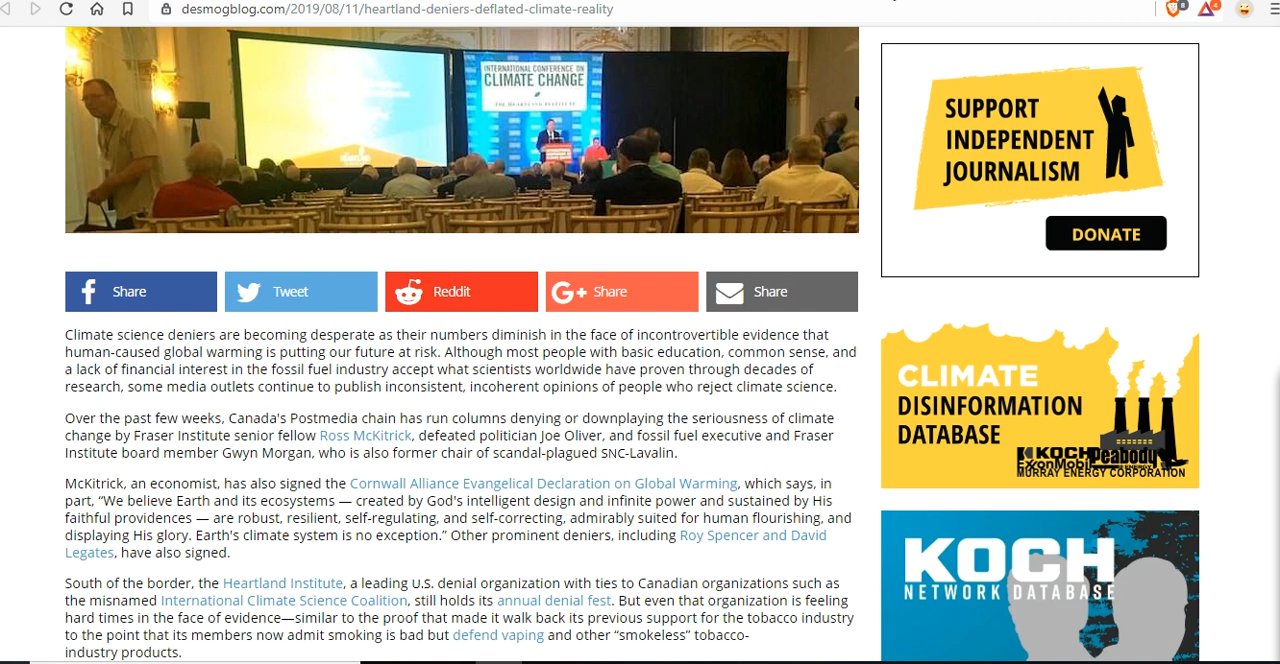 desmogblog.com/2019/08/11/heartland-deniers-deflated-climate-reality
8
4
INTERNATIONAL CONFERENCE ON
CLIMATE CHANGE
THE HEARTLAND INSTITUTE
Share
Tweet
Reddit
G+ Share
Share
Climate science deniers are becoming desperate as their numbers diminish in the face of incontrovertible evidence that
human-caused global warming is putting our future at risk. Although most people with basic education, common sense, and
a lack of financial interest in the fossil fuel industry accept what scientists worldwide have proven through decades of
research, some media outlets continue to publish inconsistent, incoherent opinions of people who reject climate science.
Over the past few weeks, Canada's Postmedia chain has run columns denying or downplaying the seriousness of climate
change by Fraser Institute senior fellow Ross McKitrick, defeated politician Joe Oliver, and fossil fuel executive and Fraser
Institute board member Gwyn Morgan, who is also former chair of scandal-plagued SNC-Lavalin.
McKitrick, an economist, has also signed the Cornwall Alliance Evangelical Declaration on Global Warming, which says, in
part, “We believe Earth and its ecosystems — created by God's intelligent design and infinite power and sustained by His
faithful providences — are robust, resilient, self-regulating, and self-correcting, admirably suited for human flourishing, and
displaying His glory. Earth's climate system is no exception.” Other prominent deniers, including Roy Spencer and David
Legates, have also signed.
South of the border, the Heartland Institute, a leading U.S. denial organization with ties to Canadian organizations such as
the misnamed International Climate Science Coalition, still holds its annual denial fest. But even that organization is feeling
hard times in the face of evidence—similar to the proof that made it walk back its previous support for the tobacco industry
to the point that its members now admit smoking is bad but defend vaping and other “smokeless” tobacco-
industry products.
SUPPORT
INDEPENDENT
JOURNALISM
DONATE
CLIMATE
DISINFORMATION
DATABASE
KOCH
ExxonMobil Peabody ENERGY
MURRAY ENERGY CORPORATION
KOCH
NETWORK DATABASE